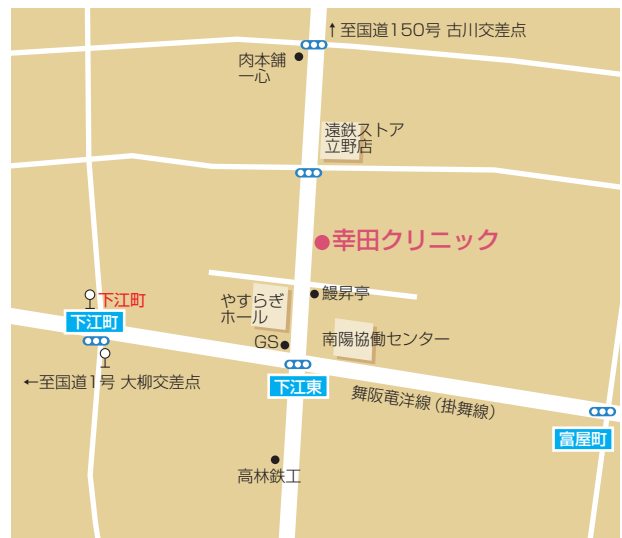 ↑至国道150号 古川交差点
肉本舗
一心
遠鉄ストア
立野店
幸田クリニック
鰻昇亭
やすらぎ
ホール
下江町
下江町
GS
南陽協働センター
←至国道1号 大柳交差点
下江東
舞阪竜洋線(掛舞線)
富屋町
高林鉄工